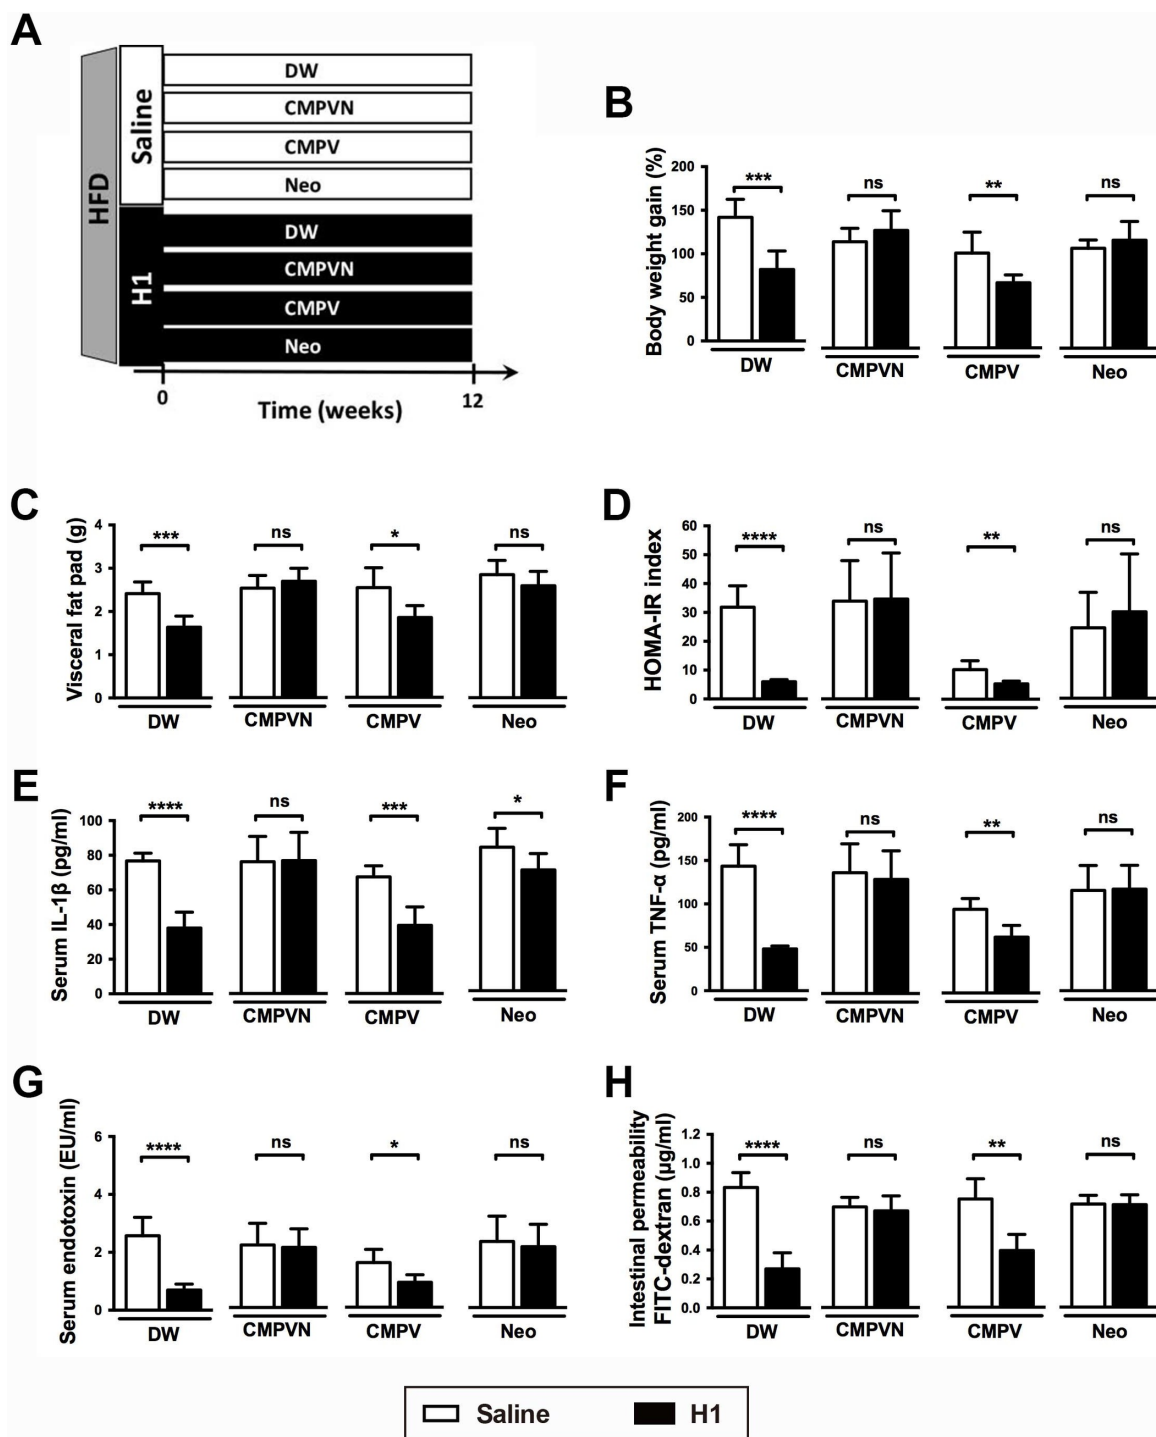 A
HFD
Saline
H1
DW
CMPVN
CMPV
Neo
DW
CMPVN
CMPV
Neo
0
12
Time (weeks)
B
Body weight gain (%)
200
150
100
50
0
***
ns
**
ns
DW
CMPVN
CMPV
Neo
C
Visceral fat pad (g)
4
3
2
1
0
***
ns
*
ns
DW
CMPVN
CMPV
Neo
D
HOMA-IR index
60
50
40
30
20
10
0
****
ns
**
ns
DW
CMPVN
CMPV
Neo
E
Serum IL-1β (pg/ml)
100
80
60
40
20
0
****
ns
***
*
DW
CMPVN
CMPV
Neo
F
Serum TNF-α (pg/ml)
200
150
100
50
0
****
ns
**
ns
DW
CMPVN
CMPV
Neo
G
Serum endotoxin (EU/ml)
6
4
2
0
****
ns
*
ns
DW
CMPVN
CMPV
Neo
H
Intestinal permeability
FITC-dextran (μg/ml)
1.2
1.0
0.8
0.6
0.4
0.2
0.0
****
ns
**
ns
DW
CMPVN
CMPV
Neo
Saline
H1